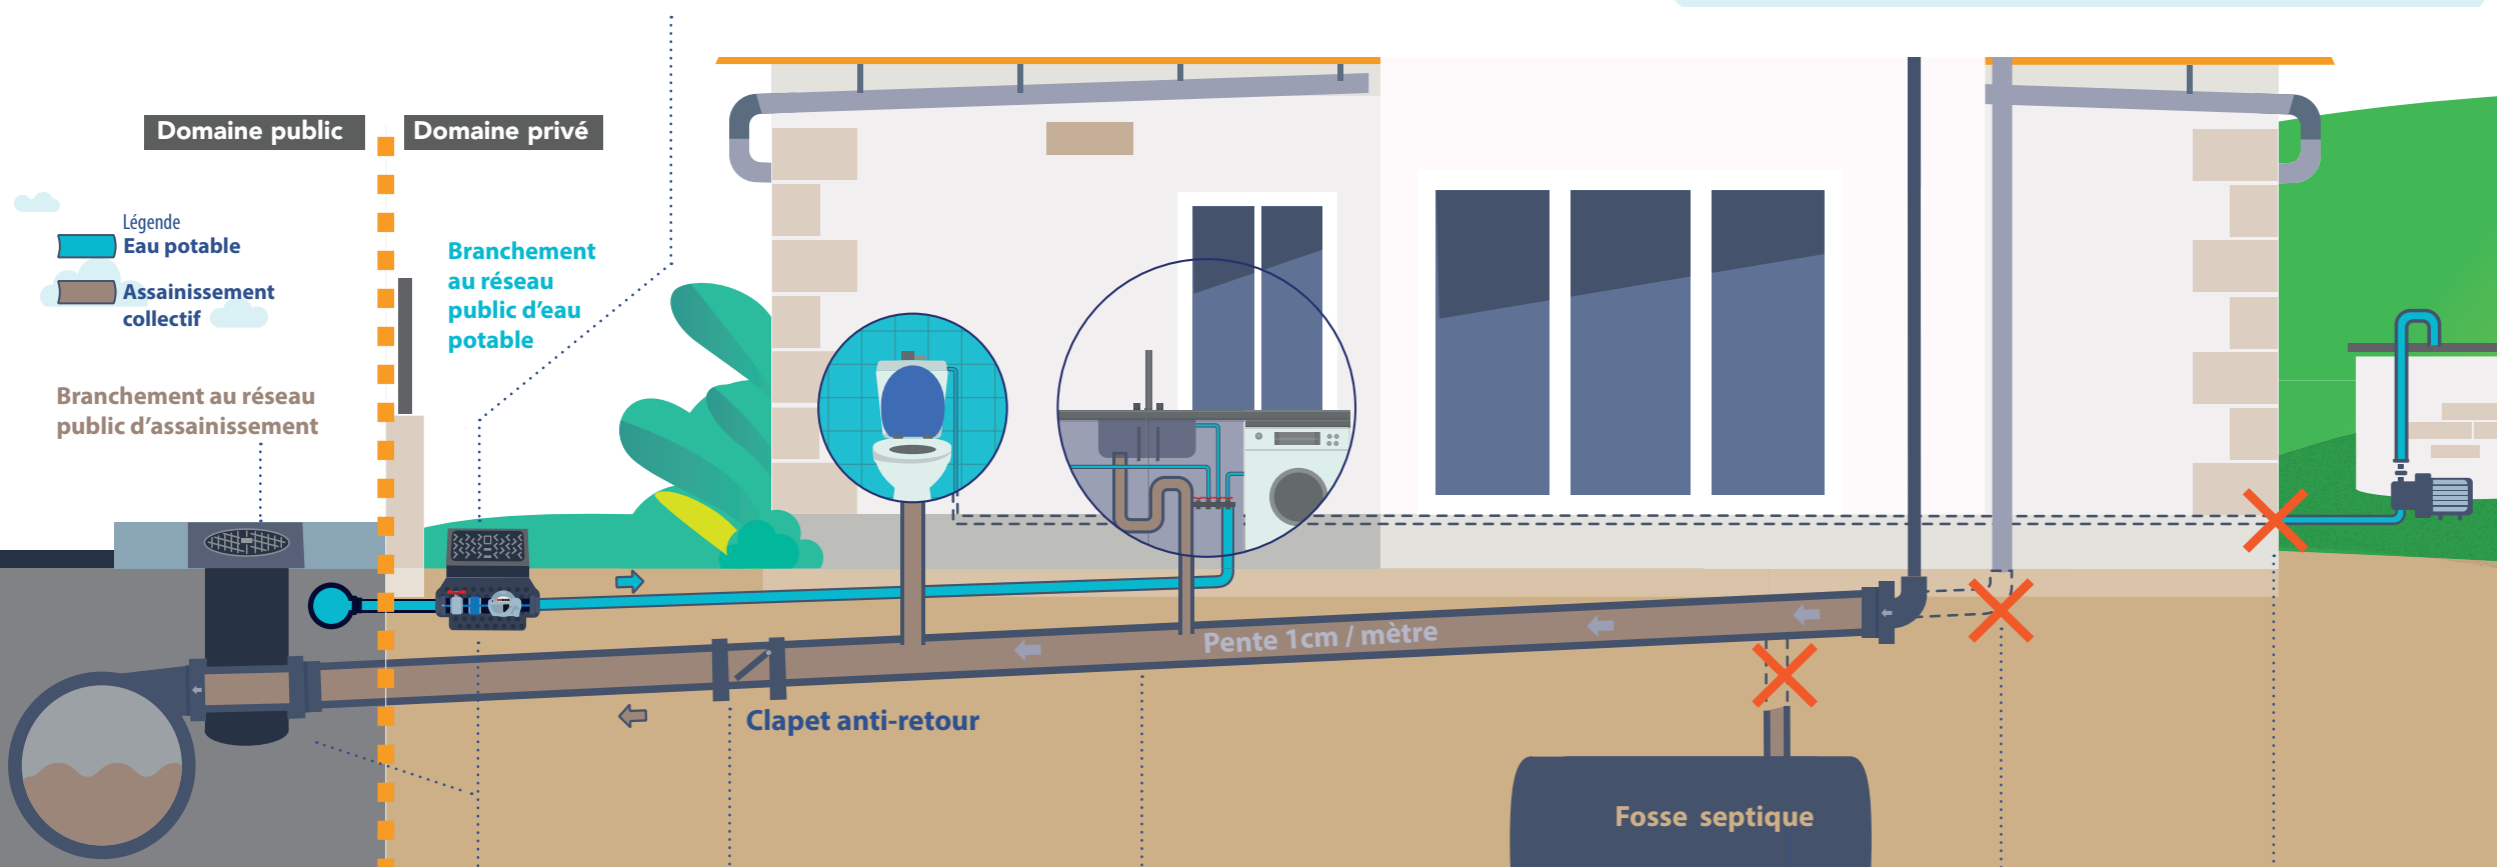 Domaine public
Domaine privé
Légende
Eau potable
Assainissement
collectif
Branchement
au réseau
public d'eau
potable
Branchement au réseau
public d'assainissement
Pente 1cm / mètre
Clapet anti-retour
Fosse septique